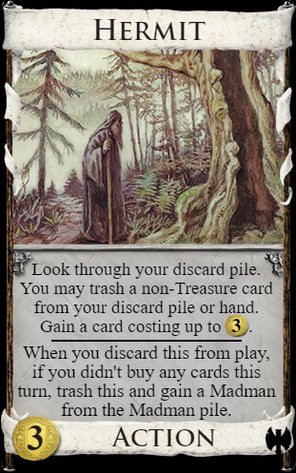 HERMIT
Look through your discard pile.
You may trash a non-Treasure card
from your discard pile or hand.
Gain a card costing up to 3.
When you discard this from play,
if you didn't buy any cards this
turn, trash this and gain a Madman
from the Madman pile.
3 ACTION